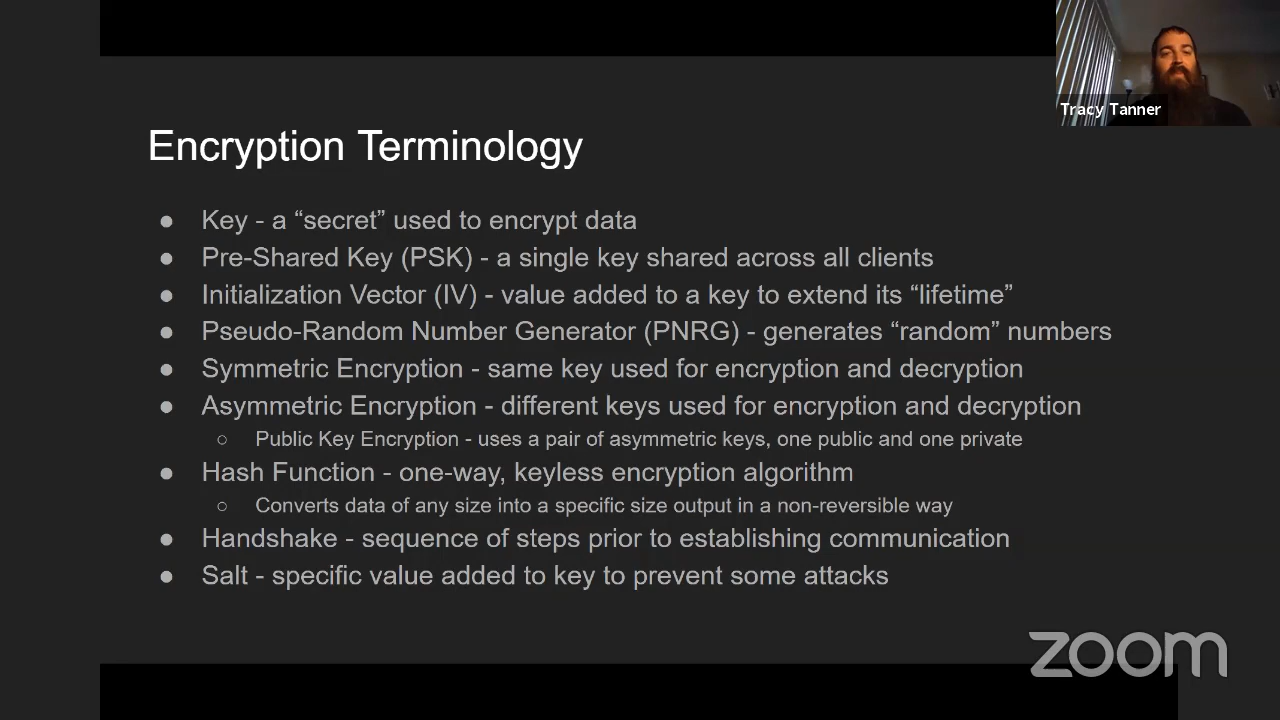 Tracy Tanner
Encryption Terminology
● Key - a “secret” used to encrypt data
● Pre-Shared Key (PSK) - a single key shared across all clients
● Initialization Vector (IV) - value added to a key to extend its “lifetime”
● Pseudo-Random Number Generator (PNRG) - generates “random” numbers
● Symmetric Encryption - same key used for encryption and decryption
● Asymmetric Encryption - different keys used for encryption and decryption
○ Public Key Encryption - uses a pair of asymmetric keys, one public and one private
● Hash Function - one-way, keyless encryption algorithm
○ Converts data of any size into a specific size output in a non-reversible way
● Handshake - sequence of steps prior to establishing communication
● Salt - specific value added to key to prevent some attacks
zoom